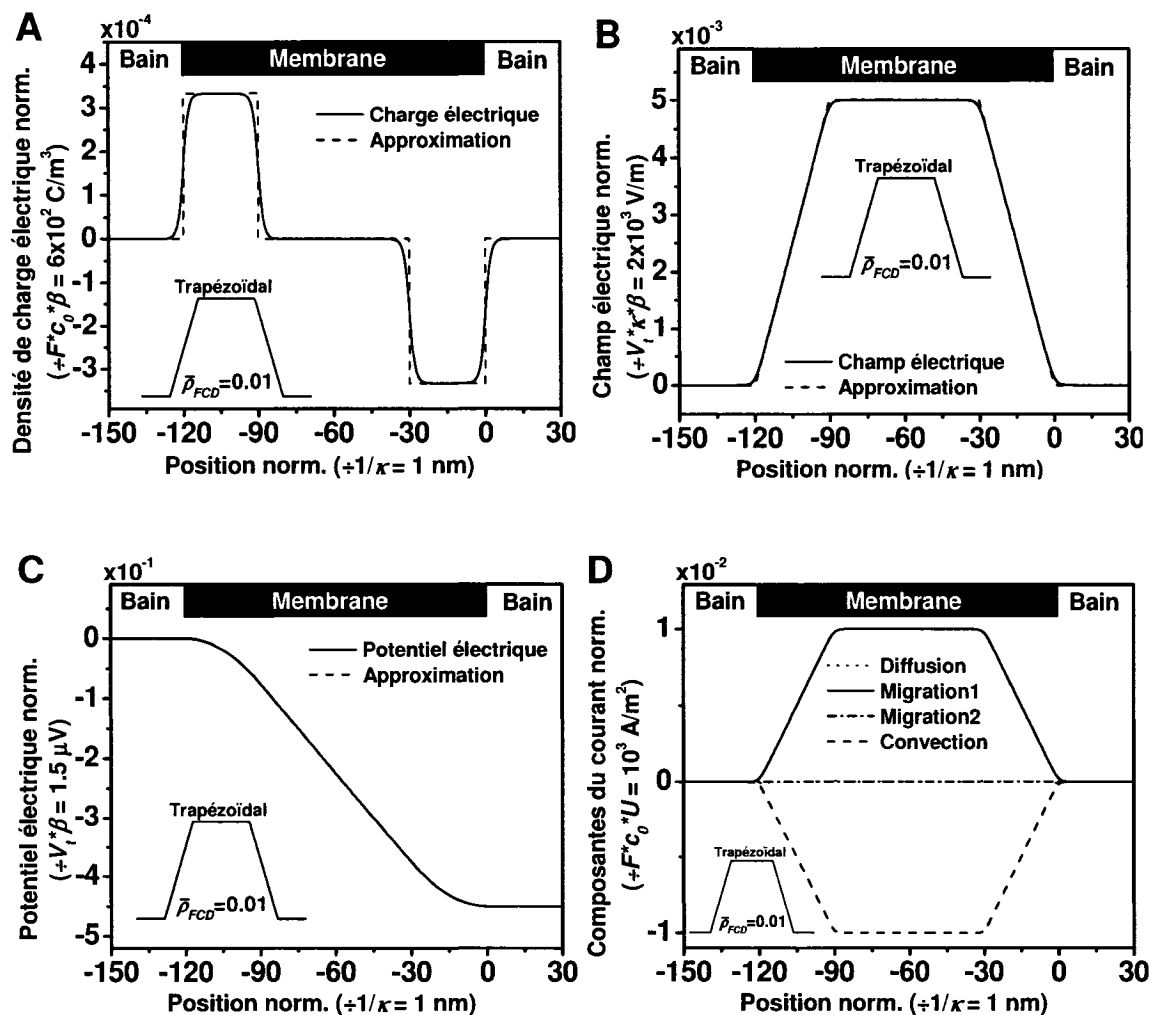 A
x10⁻⁴
Bain Membrane Bain
Densité de charge électrique norm.
(÷F*c₀*β = 6x10² C/m³)
4
3
2
1
0
-1
-2
-3
Charge électrique
Approximation
Trapézoïdal
ρ̄FCD=0.01
-150 -120 -90 -60 -30 0 30
Position norm. (÷1/κ = 1 nm)
B
x10⁻³
Bain Membrane Bain
Champ électrique norm.
(÷Vₜ*κ*β = 2x10³ V/m)
5
4
3
2
1
0
Trapézoïdal
ρ̄FCD=0.01
Champ électrique
Approximation
-150 -120 -90 -60 -30 0 30
Position norm. (÷1/κ = 1 nm)
C
x10⁻¹
Bain Membrane Bain
Potentiel électrique norm.
(÷Vₜ*β = 1.5 µV)
0
-1
-2
-3
-4
-5
Potentiel électrique
Approximation
Trapézoïdal
ρ̄FCD=0.01
-150 -120 -90 -60 -30 0 30
Position norm. (÷1/κ = 1 nm)
D
x10⁻²
Bain Membrane Bain
Composantes du courant norm.
(÷F*c₀*U = 10³ A/m²)
1
0
-1
Diffusion
Migration1
Migration2
Convection
Trapézoïdal
ρ̄FCD=0.01
-150 -120 -90 -60 -30 0 30
Position norm. (÷1/κ = 1 nm)